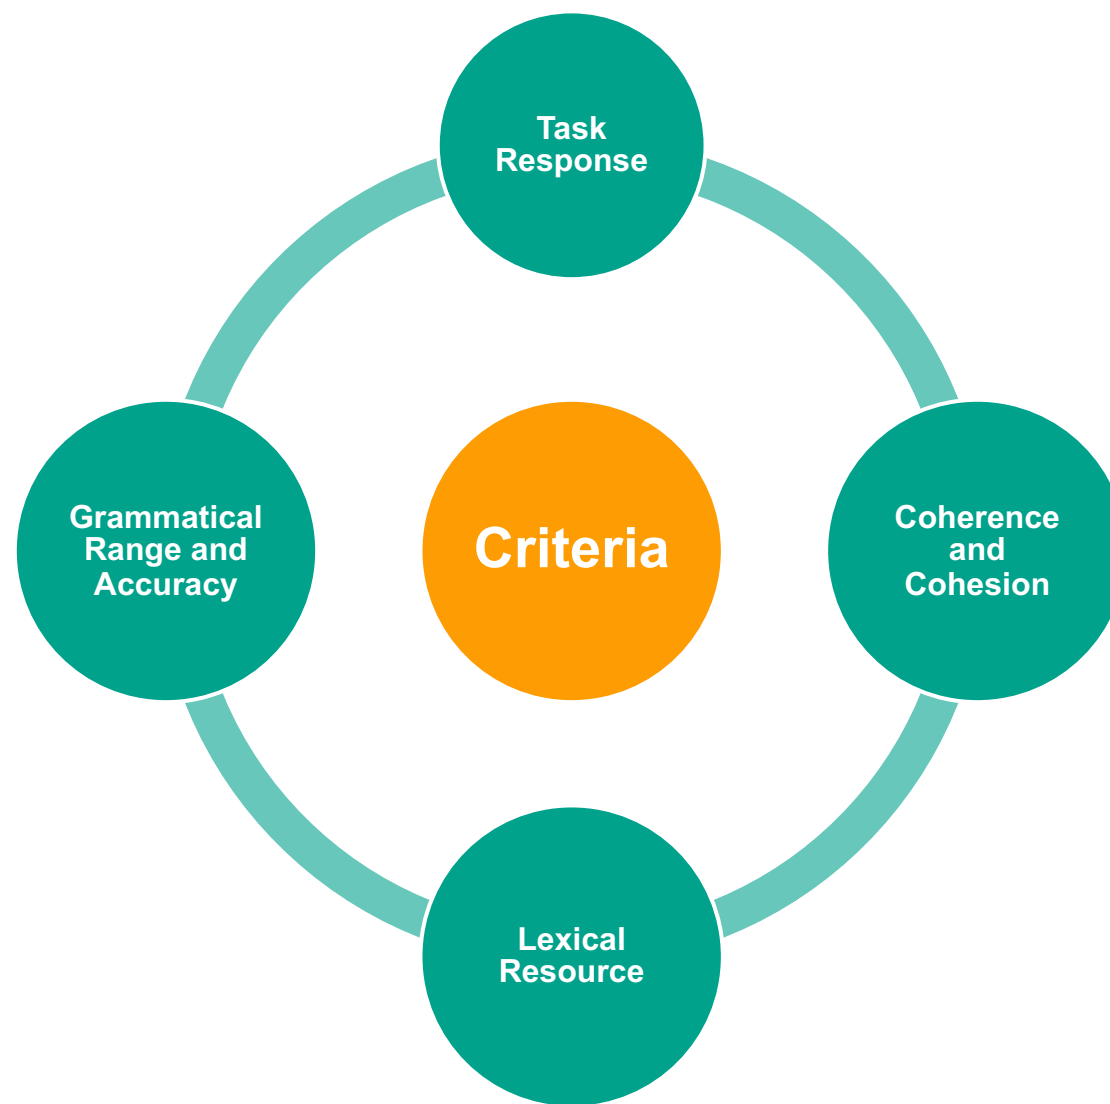 Task
Response
Grammatical
Range and
Accuracy
Criteria
Coherence
and
Cohesion
Lexical
Resource